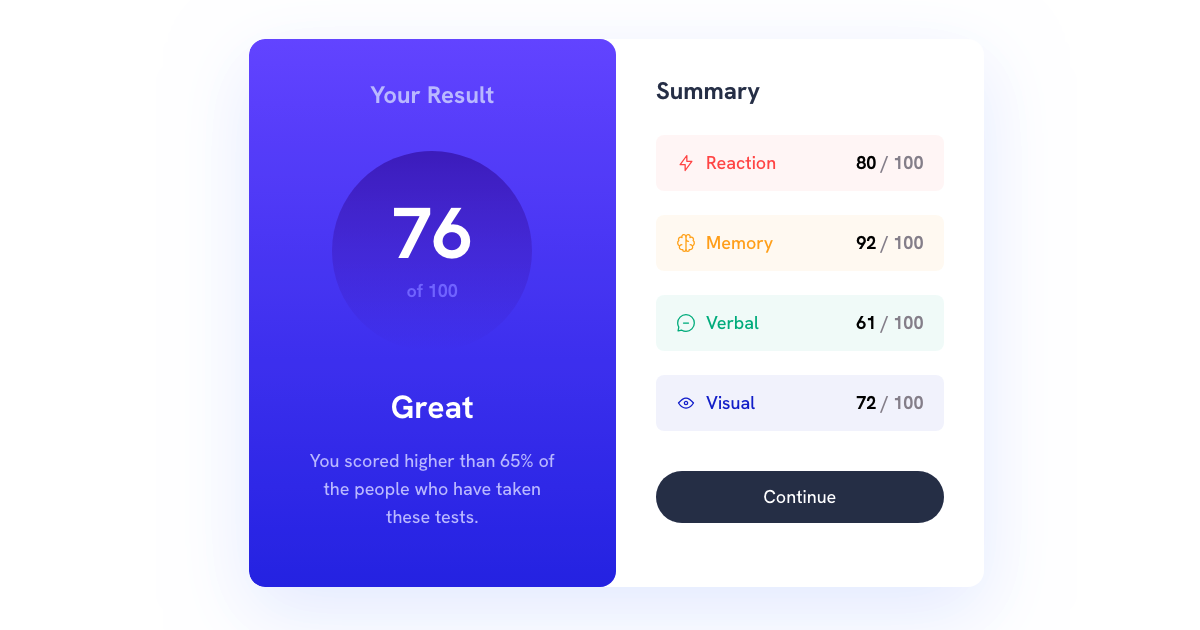 Your Result
76
of 100
Great
You scored higher than 65% of
the people who have taken
these tests.
Summary
Reaction 80 / 100
Memory 92 / 100
Verbal 61 / 100
Visual 72 / 100
Continue